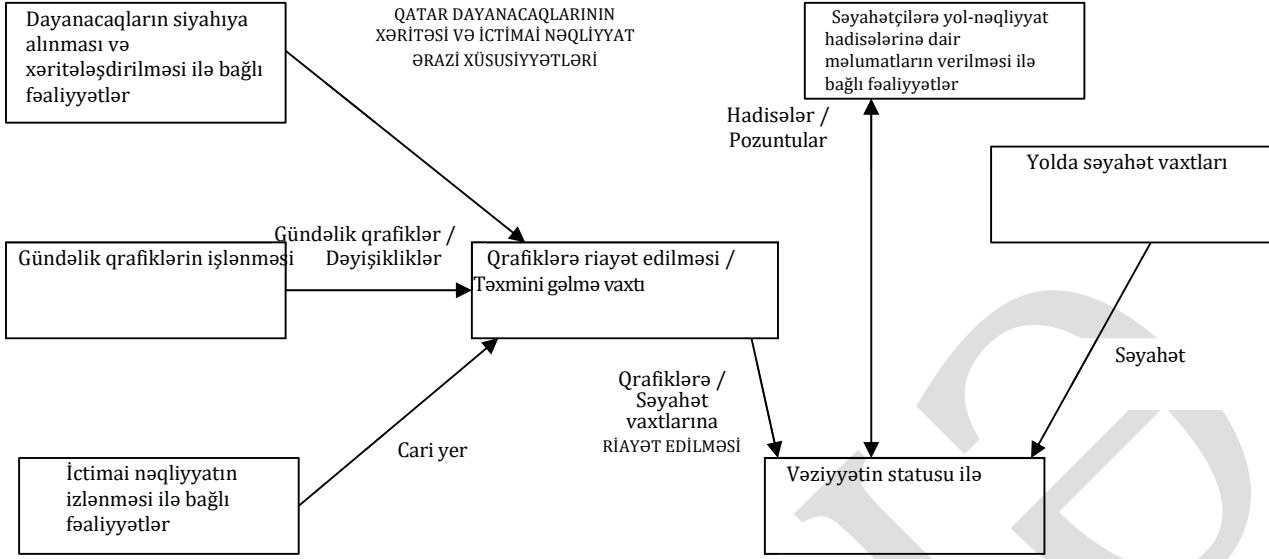 Dayanacaqların siyahıya
alınması və
xəritələşdirilməsi ilə bağlı
fəaliyyətlər
QATAR DAYANACAQLARININ
XƏRİTƏSİ VƏ İCTİMAİ NƏQLİYYAT
ƏRAZİ XÜSUSİYYƏTLƏRİ
Səyahətçilərə yol-nəqliyyat
hadisələrinə dair
məlumatların verilməsi ilə
bağlı fəaliyyətlər
Hadisələr /
Pozuntular
Yolda səyahət vaxtları
Gündəlik qrafiklərin işlənməsi
Gündəlik qrafiklər /
Dəyişikliklər
Qrafiklərə riayət edilməsi /
Təxmini gəlmə vaxtı
Səyahət
Qrafiklərə /
Səyahət
vaxtlarına
RİAYƏT EDİLMƏSİ
Cari yer
İctimai nəqliyyatın
izlənməsi ilə bağlı
fəaliyyətlər
Vəziyyətin statusu ilə